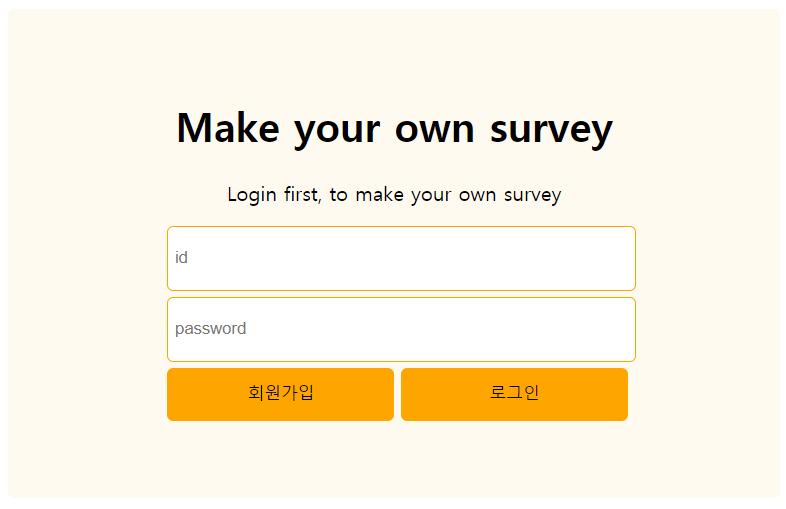 Make your own survey
Login first, to make your own survey
id
password
회원가입 로그인